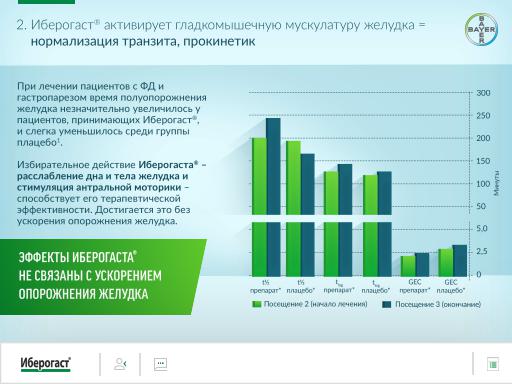 2. Иберогаст® активирует гладкомышечную мускулатуру желудка =
нормализация транзита, прокинетик
BAYER
BAYER
При лечении пациентов с ФД и
гастропарезом время полуопорожнения
желудка незначительно увеличилось у
пациентов, принимающих Иберогаст®,
и слегка уменьшилось среди группы
плацебо¹.
Избирательное действие Иберогаста® –
расслабление дна и тела желудка и
стимуляция антральной моторики –
способствует его терапевтической
эффективности. Достигается это без
ускорения опорожнения желудка.
ЭФФЕКТЫ ИБЕРОГАСТА®
НЕ СВЯЗАНЫ С УСКОРЕНИЕМ
ОПОРОЖНЕНИЯ ЖЕЛУДКА
300
250
200
150
100
50
5,0
2,5
0
Минуты
t½ препарат*
t½ плацебо*
препарат*
плацебо*
GEC препарат*
GEC плацебо*
Посещение 2 (начало лечения)
Посещение 3 (окончание)
Иберогаст®